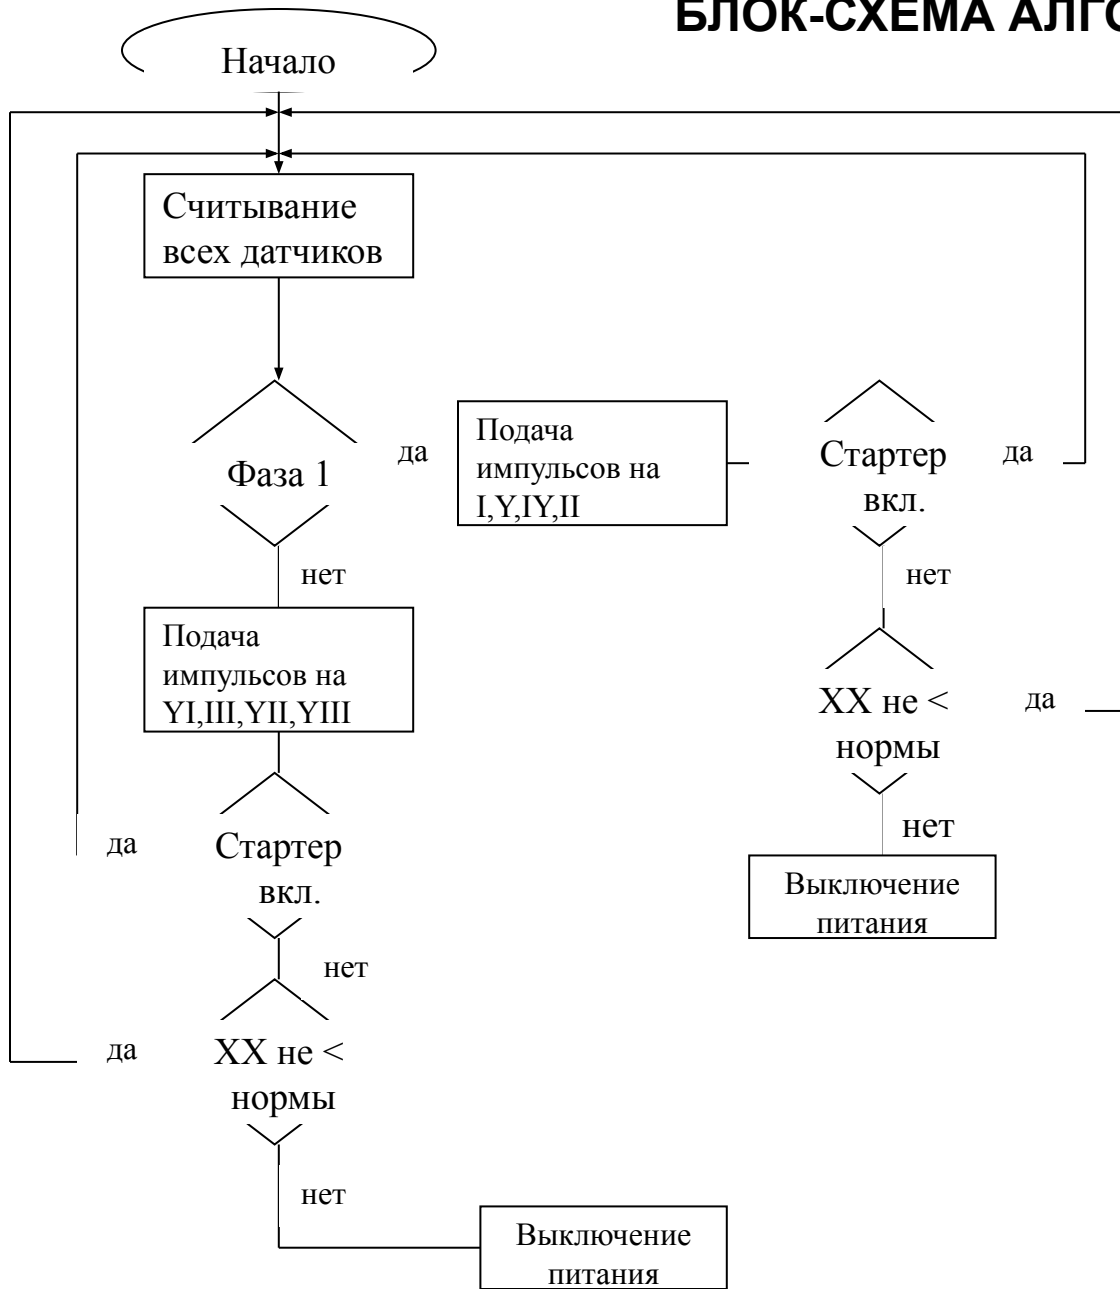 БЛОК-СХЕМА АЛГО
Начало
Считывание
всех датчиков
Фаза 1
да
Подача
импульсов на
I,Y,IY,II
Стартер
вкл.
да
нет
нет
Подача
импульсов на
YI,III,YII,YIII
ХХ не <
нормы
да
нет
Выключение
питания
да
Стартер
вкл.
нет
да
ХХ не <
нормы
нет
Выключение
питания